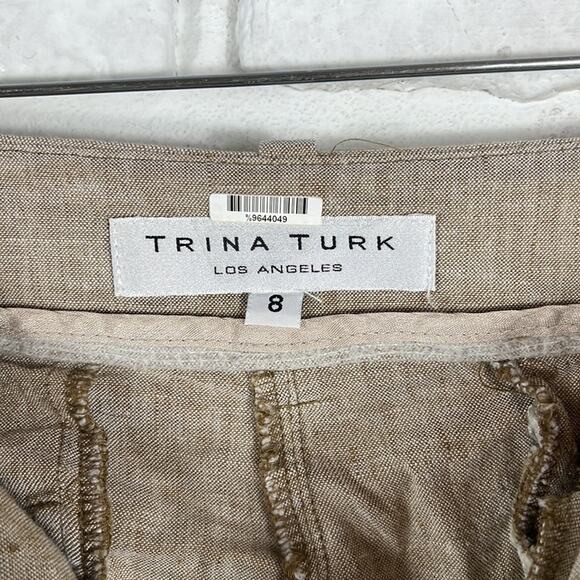 %9644049
TRINA TURK
LOS ANGELES
8